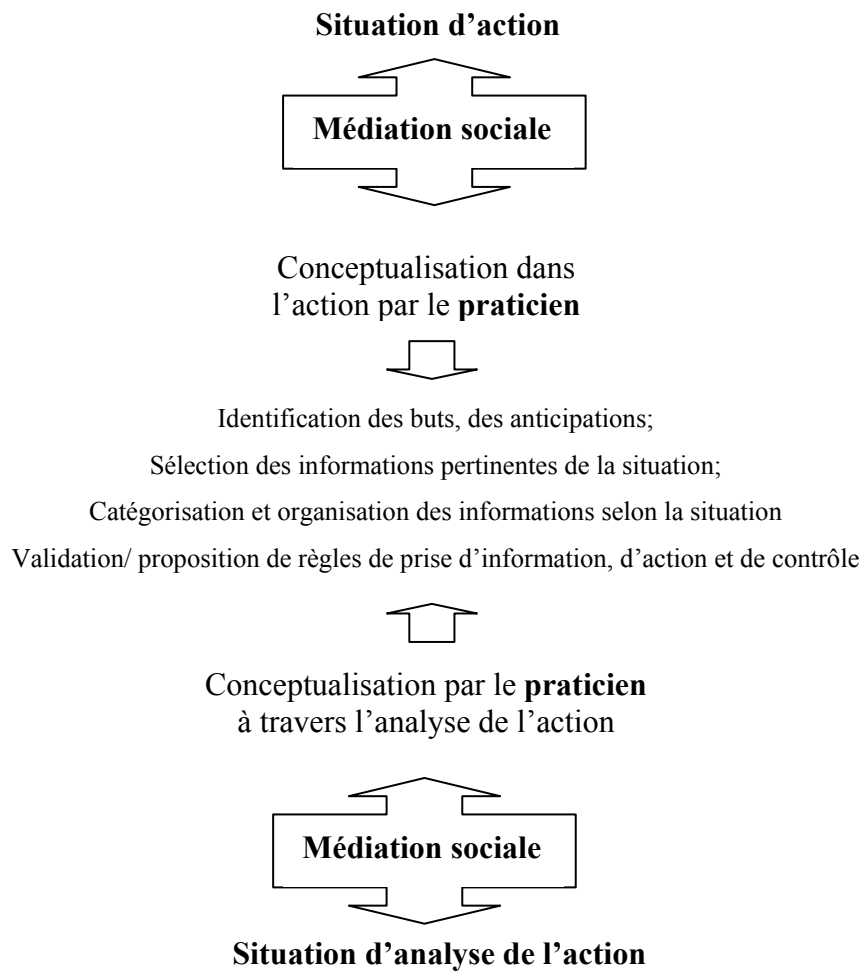 Situation d’action
Médiation sociale
Conceptualisation dans
l’action par le praticien
Identification des buts, des anticipations;
Sélection des informations pertinentes de la situation;
Catégorisation et organisation des informations selon la situation
Validation/ proposition de règles de prise d’information, d’action et de contrôle
Conceptualisation par le praticien
à travers l’analyse de l’action
Médiation sociale
Situation d’analyse de l’action